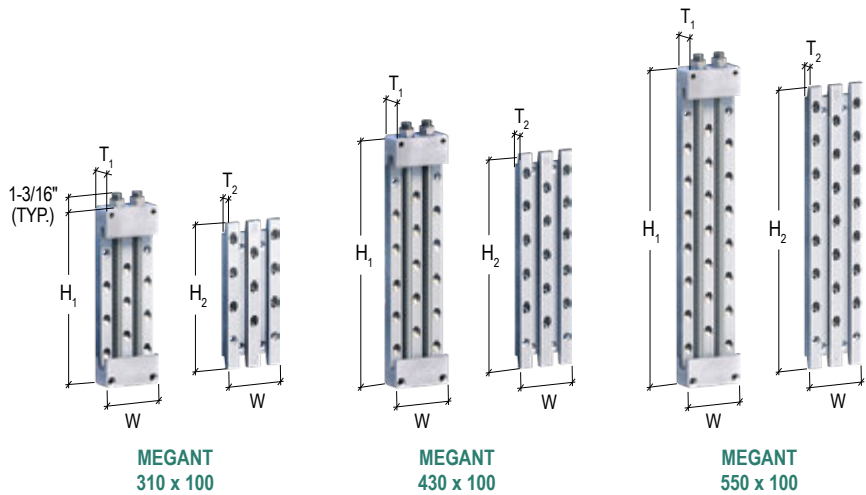 T1
T2
1-3/16"
(TYP.)
H1
H2
W
W
MEGANT
310 x 100
T1
T2
H1
H2
W
W
MEGANT
430 x 100
T1
T2
H1
H2
W
W
MEGANT
550 x 100